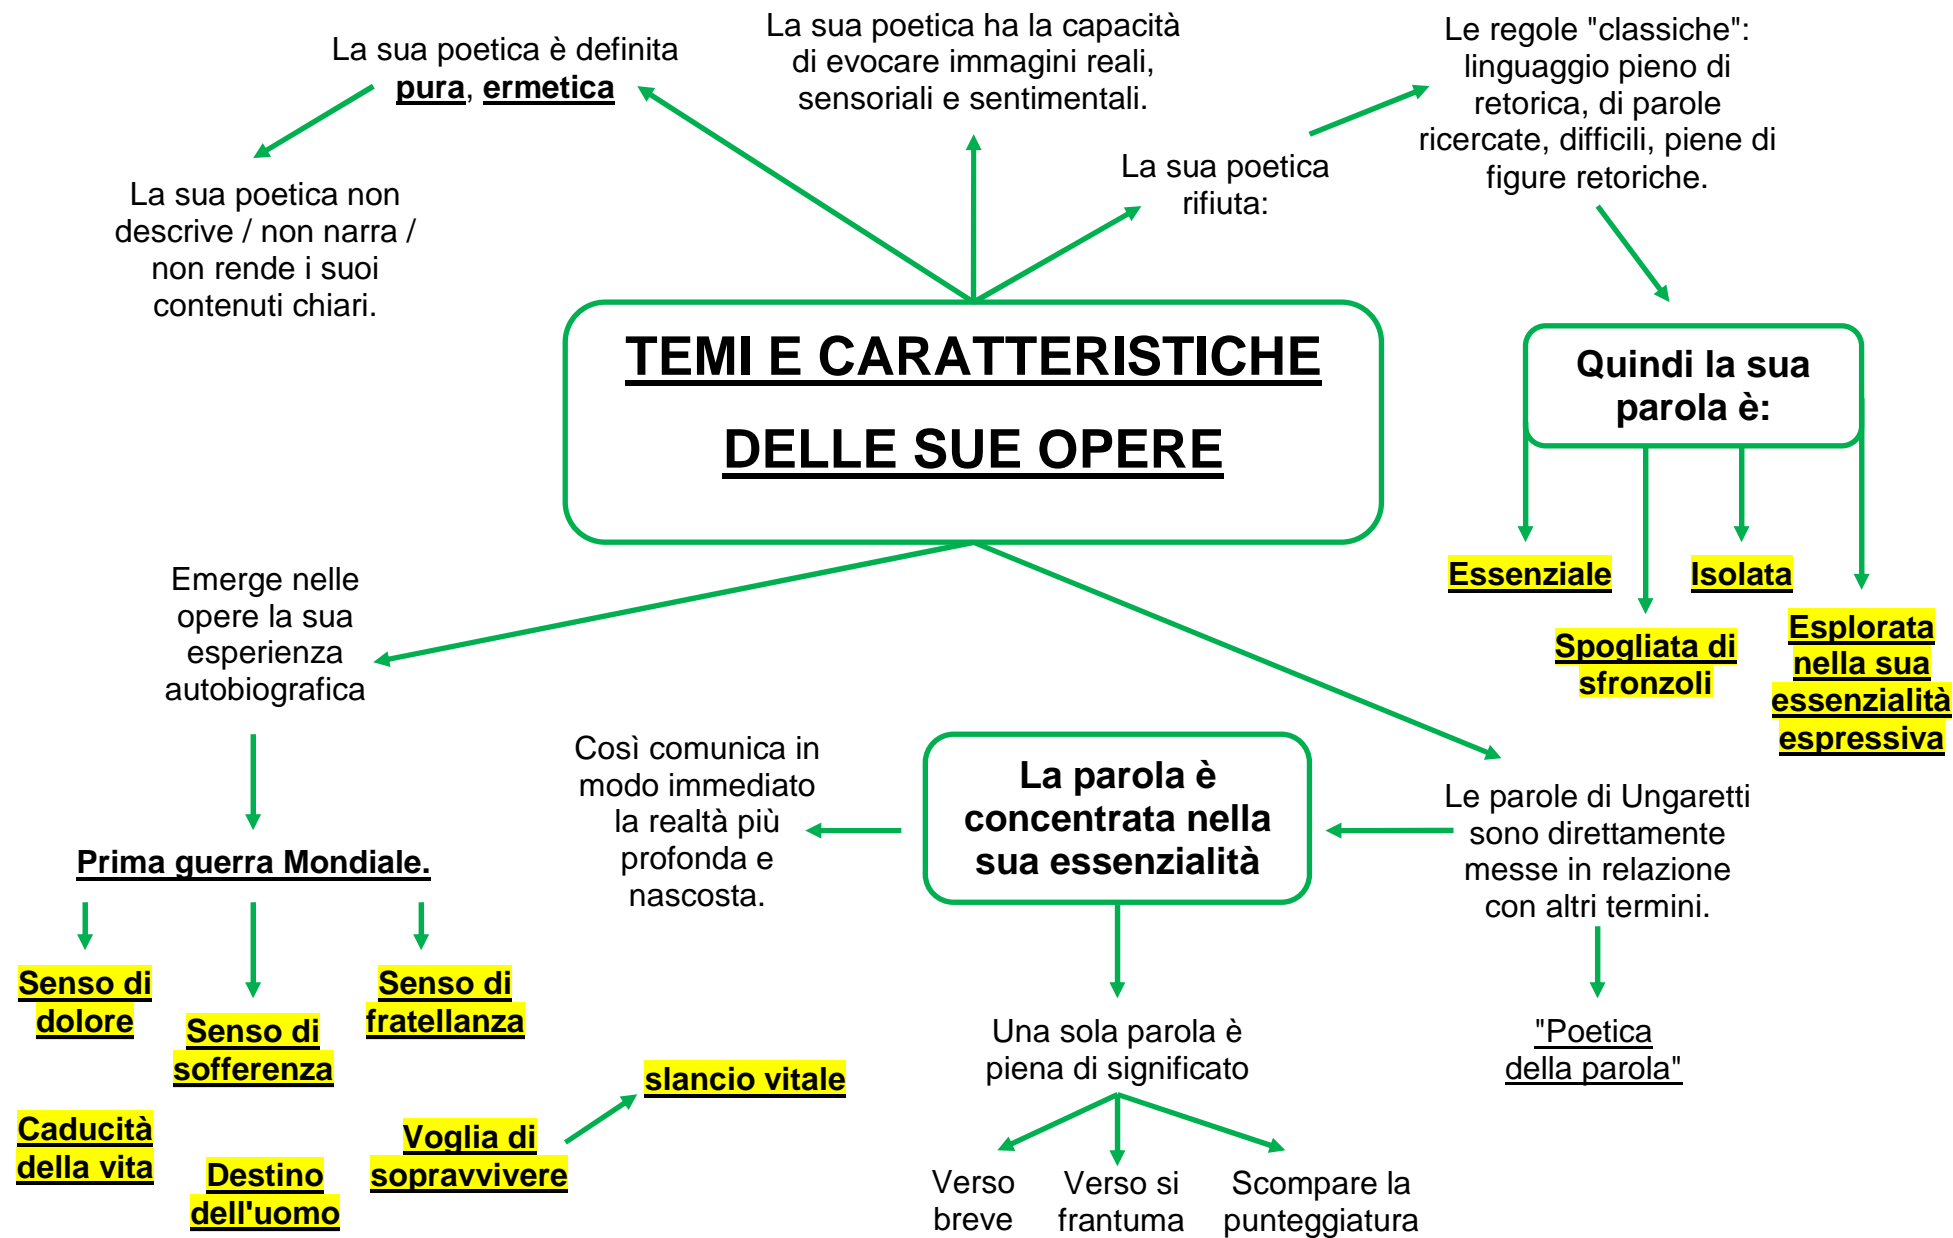 La sua poetica è definita
pura, ermetica
La sua poetica ha la capacità
di evocare immagini reali,
sensoriali e sentimentali.
Le regole "classiche":
linguaggio pieno di
retorica, di parole
ricercate, difficili, piene di
figure retoriche.
La sua poetica
rifiuta:
La sua poetica non
descrive / non narra /
non rende i suoi
contenuti chiari.
TEMI E CARATTERISTICHE
DELLE SUE OPERE
Quindi la sua
parola è:
Essenziale
Isolata
Spogliata di
sfronzoli
Esplorata
nella sua
essenzialità
espressiva
Emerge nelle
opere la sua
esperienza
autobiografica
Così comunica in
modo immediato
la realtà più
profonda e
nascosta.
La parola è
concentrata nella
sua essenzialità
Le parole di Ungaretti
sono direttamente
messe in relazione
con altri termini.
Prima guerra Mondiale.
Senso di
dolore
Senso di
sofferenza
Senso di
fratellanza
Una sola parola è
piena di significato
"Poetica
della parola"
slancio vitale
Caducità
della vita
Destino
dell'uomo
Voglia di
sopravvivere
Verso
breve
Verso si
frantuma
Scompare la
punteggiatura